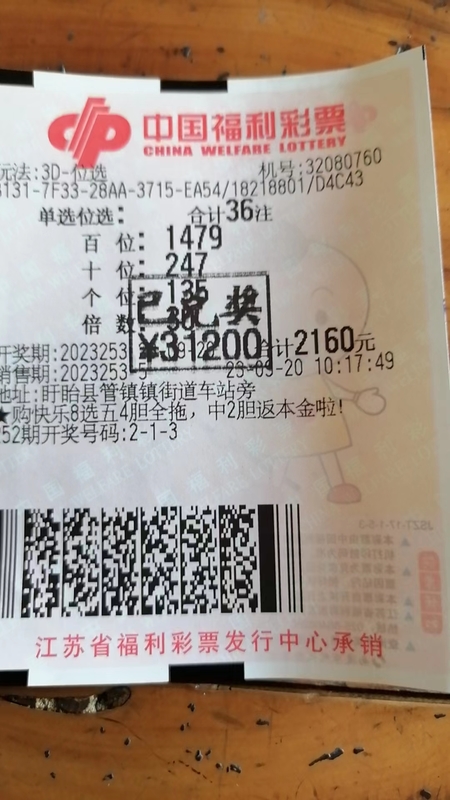 中国福利彩票
CHINA WELFARE LOTTERY
玩法:3D-位选 机号:32080760
3131-7F33-28AA-3715-EA54/18218801/D4C43
单选位选: 合计36注
百 位: 1479
十 位: 247
个 位: 135
倍 数: 30
已兑奖
¥31200
开奖期:2023253 合计2160元
销售期:2023253 23-09-20 10:17:49
地址:盱眙县管镇镇街道车站旁
★购快乐8选五4胆全拖,中2胆返本金啦!
252期开奖号码:2-1-3
江苏省福利彩票发行中心承销